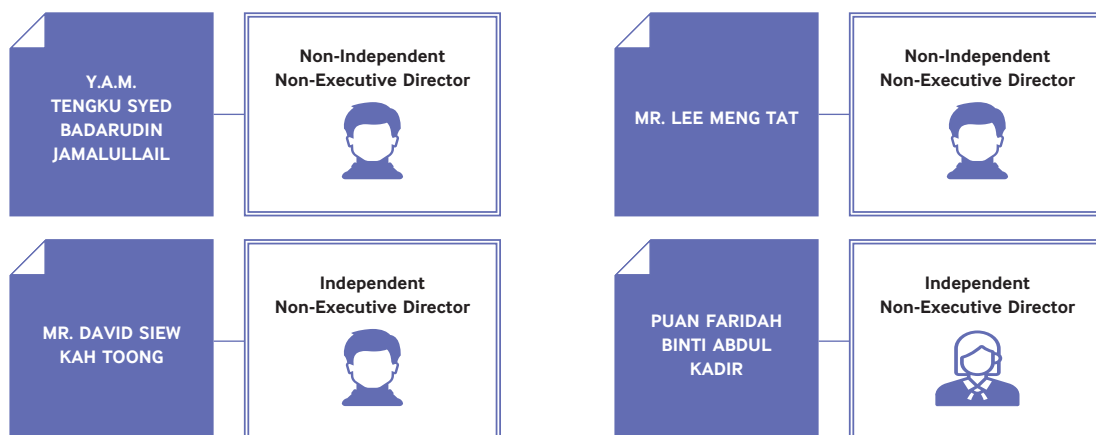 Y.A.M.
TENGKU SYED
BADARUDIN
JAMALULLAIL
Non-Independent
Non-Executive Director
MR. LEE MENG TAT
Non-Independent
Non-Executive Director
MR. DAVID SIEW
KAH TOONG
Independent
Non-Executive Director
PUAN FARIDAH
BINTI ABDUL
KADIR
Independent
Non-Executive Director